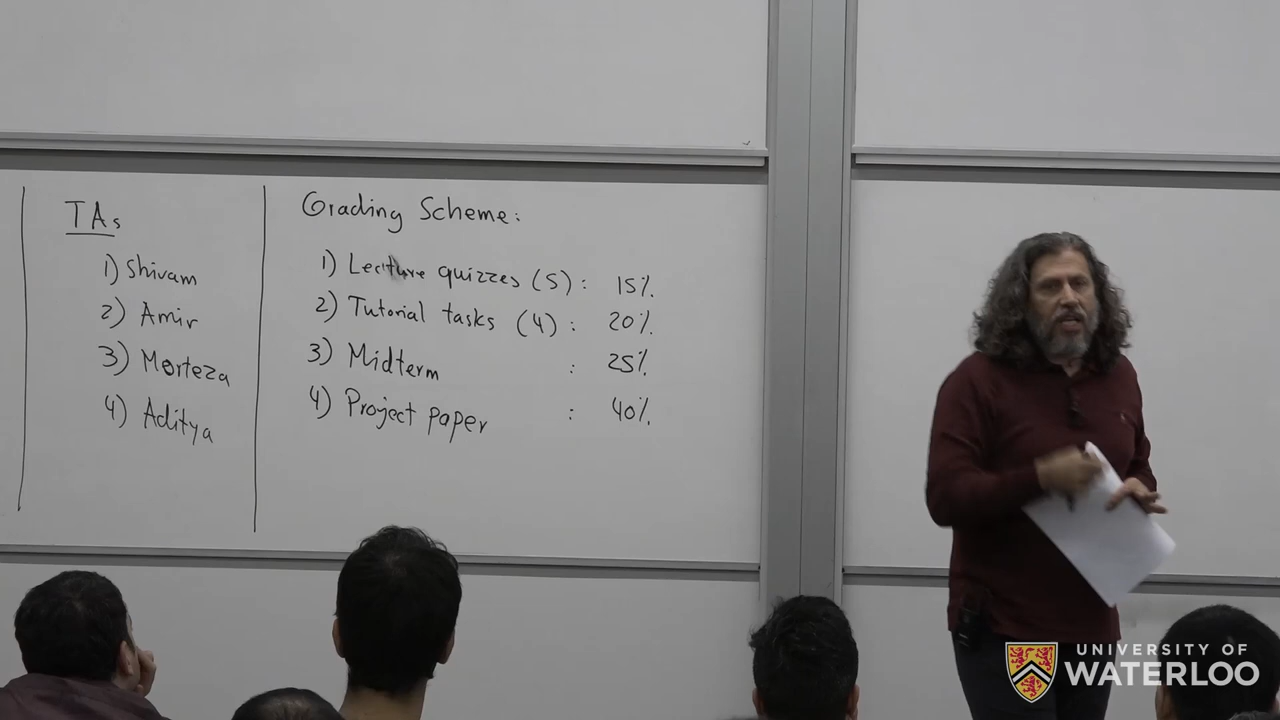 TAs
1) Shivam
2) Amir
3) Morteza
4) Aditya
Grading Scheme:
1) Lecture quizzes (5) : 15%
2) Tutorial tasks (4) : 20%
3) Midterm : 25%
4) Project paper : 40%
UNIVERSITY OF
WATERLOO